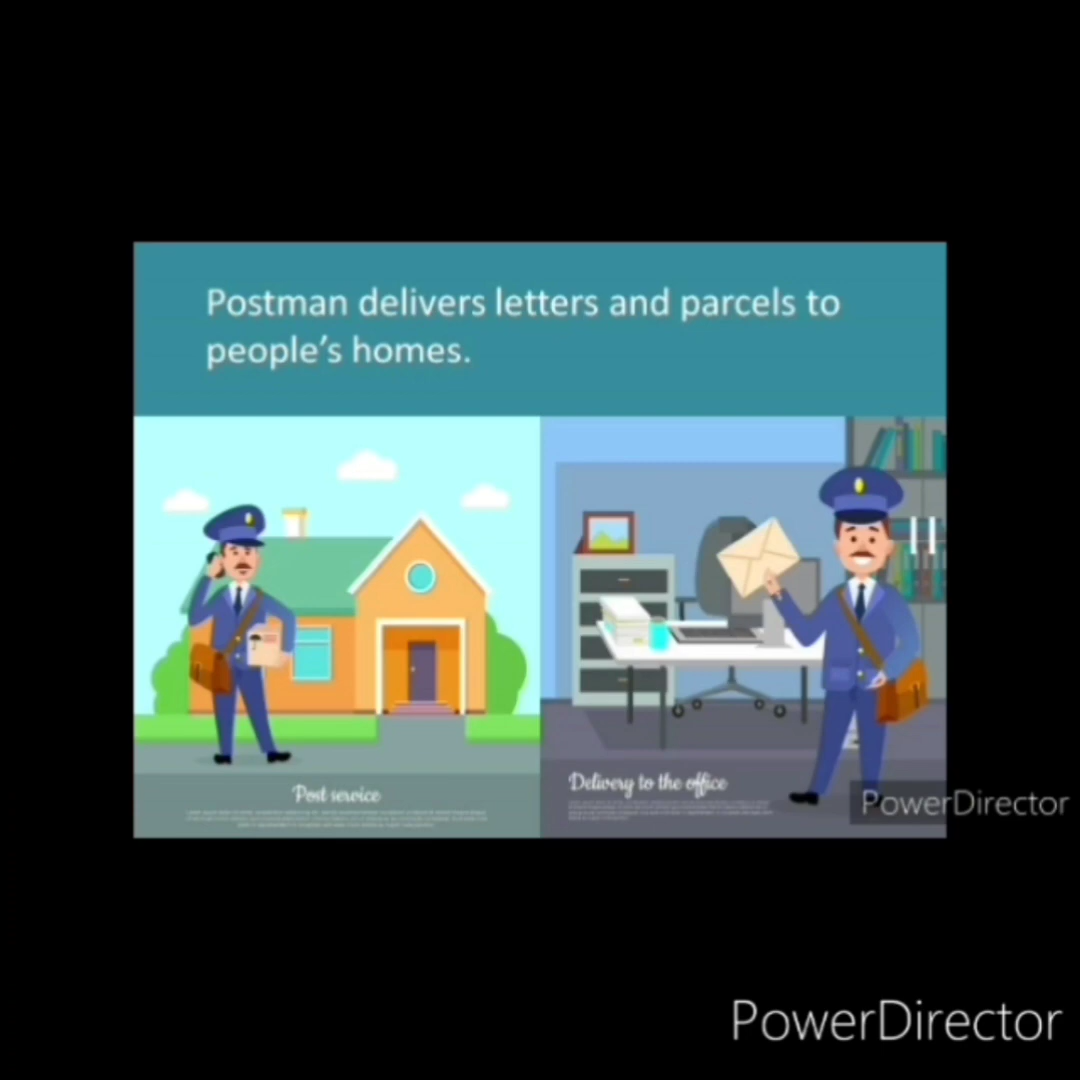 Postman delivers letters and parcels to
people's homes.
Post service
Delivery to the office
PowerDirector
PowerDirector